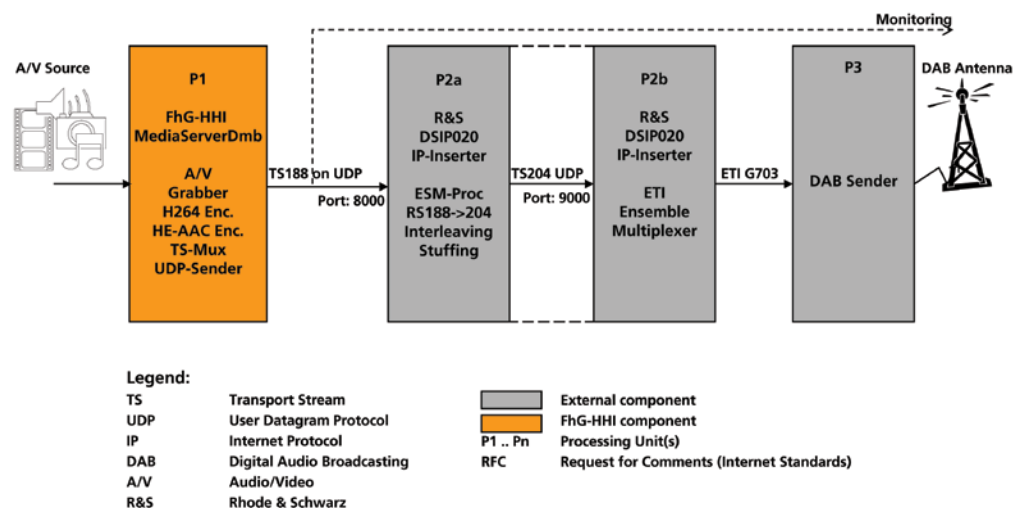 Monitoring
A/V Source
P1
FhG-HHI
MediaServerDmb
A/V
Grabber
H264 Enc.
HE-AAC Enc.
TS-Mux
UDP-Sender
TS188 on UDP
Port: 8000
P2a
R&S
DSIP020
IP-Inserter
ESM-Proc
RS188->204
Interleaving
Stuffing
TS204 UDP
Port: 9000
P2b
R&S
DSIP020
IP-Inserter
ETI
Ensemble
Multiplexer
ETI G703
P3
DAB Sender
DAB Antenna
Legend:
TS Transport Stream
UDP User Datagram Protocol
IP Internet Protocol
DAB Digital Audio Broadcasting
A/V Audio/Video
R&S Rhode & Schwarz
External component
FhG-HHI component
P1 .. Pn Processing Unit(s)
RFC Request for Comments (Internet Standards)